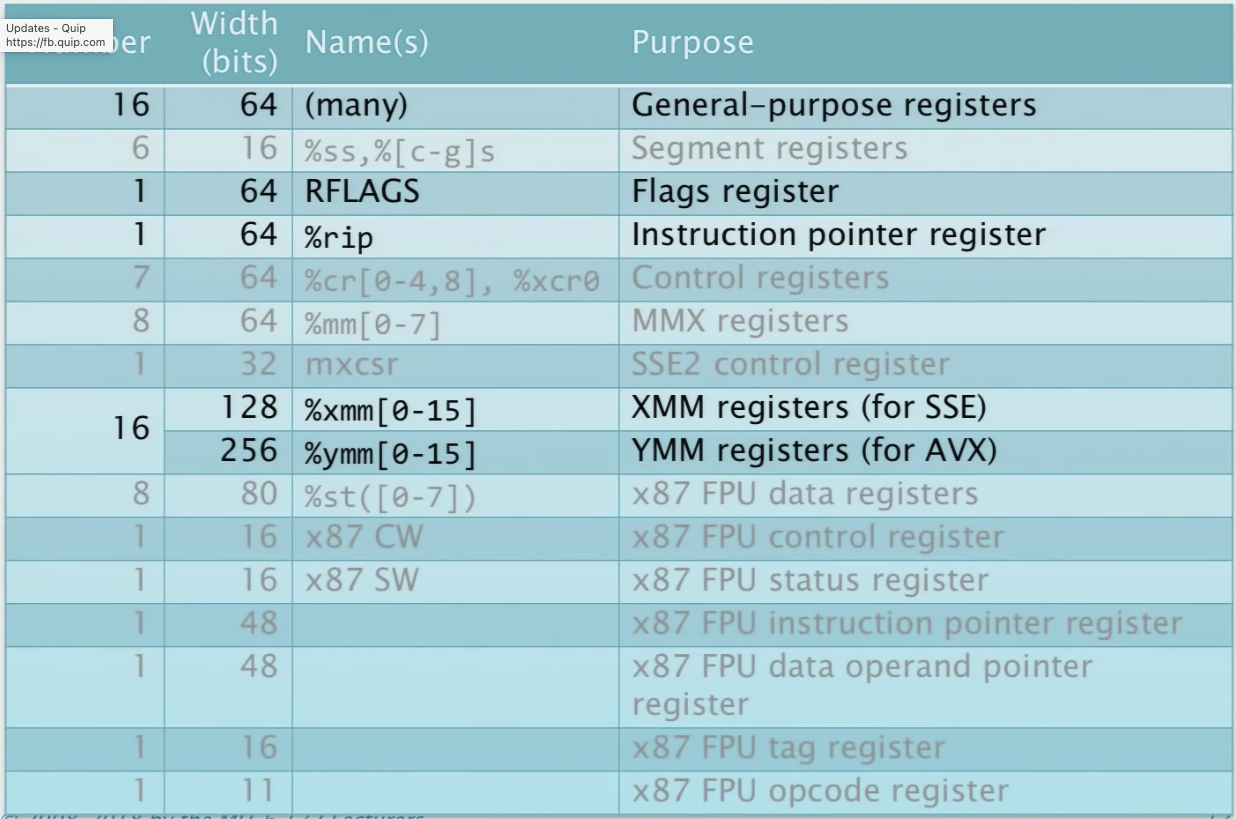 Updates - Quip
https://fb.quip.com
Width
(bits)
Name(s)
Purpose
16 64 (many) General-purpose registers
6 16 %ss,%[c-g]s Segment registers
1 64 RFLAGS Flags register
1 64 %rip Instruction pointer register
7 64 %cr[0-4,8], %xcr0 Control registers
8 64 %mm[0-7] MMX registers
1 32 mxcsr SSE2 control register
16 128 %xmm[0-15] XMM registers (for SSE)
256 %ymm[0-15] YMM registers (for AVX)
8 80 %st([0-7]) x87 FPU data registers
1 16 x87 CW x87 FPU control register
1 16 x87 SW x87 FPU status register
1 48 x87 FPU instruction pointer register
1 48 x87 FPU data operand pointer
register
1 16 x87 FPU tag register
1 11 x87 FPU opcode register